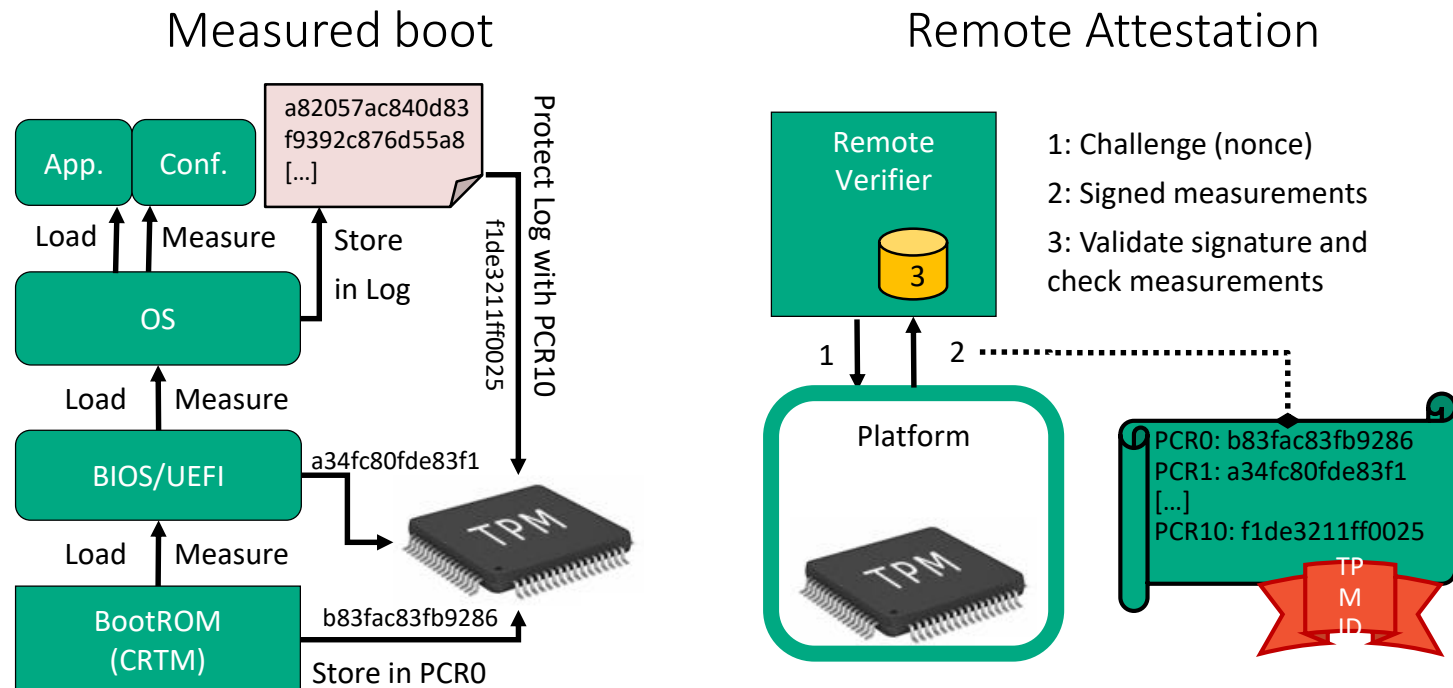 Measured boot
App.
Conf.
a82057ac840d83
f9392c876d55a8
[...]
Load
Measure
Store
in Log
Protect Log with PCR10
f1de3211ff0025
OS
Load
Measure
BIOS/UEFI
a34fc80fde83f1
TPM
Load
Measure
BootROM
(CRTM)
b83fac83fb9286
Store in PCR0
Remote Attestation
Remote
Verifier
3
1: Challenge (nonce)
2: Signed measurements
3: Validate signature and
check measurements
1
2
Platform
TPM
PCR0: b83fac83fb9286
PCR1: a34fc80fde83f1
[...]
PCR10: f1de3211ff0025
TP
M
ID